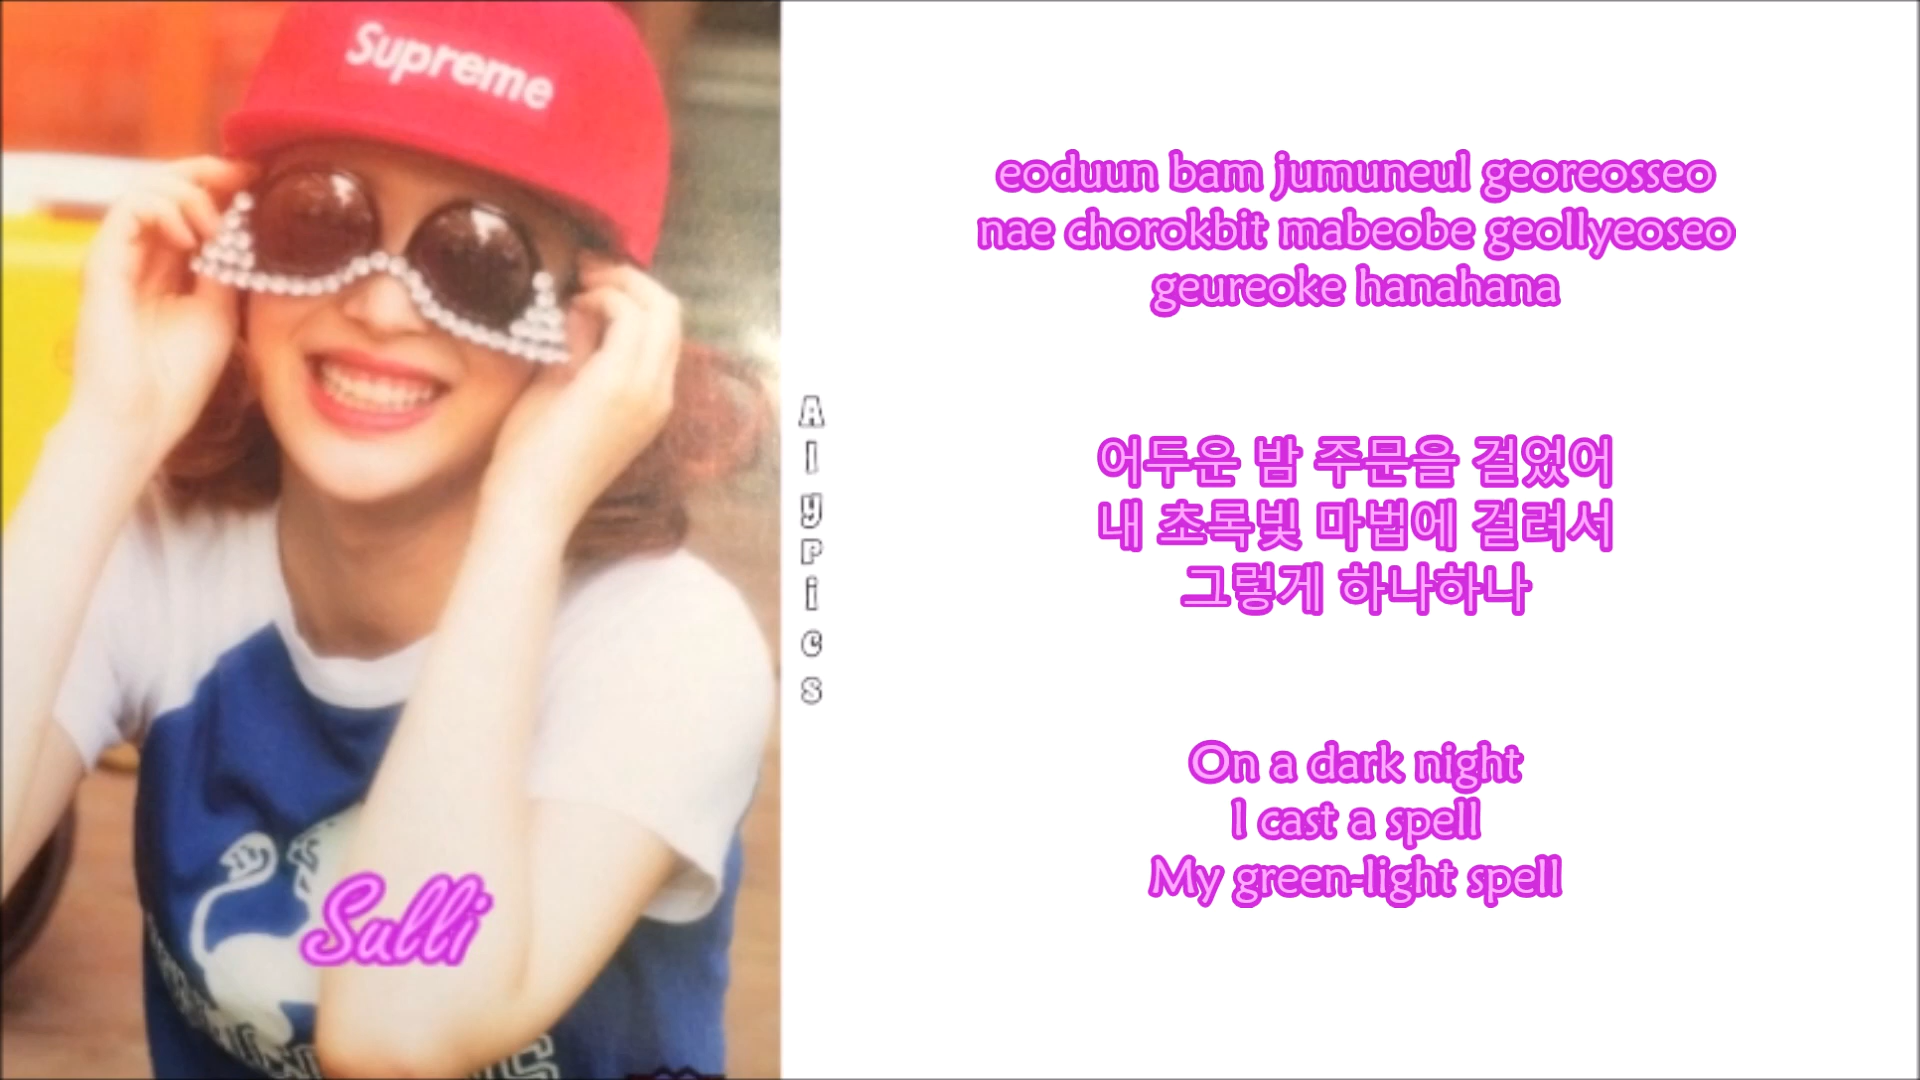 Supreme
Sulli
AlyPics
eoduun bam jumuneul georeosseo
nae chorokbit mabeobe geollyeoseo
geureoke hanahana
어두운 밤 주문을 걸었어
내 초록빛 마법에 걸려서
그렇게 하나하나
On a dark night
I cast a spell
My green-light spell